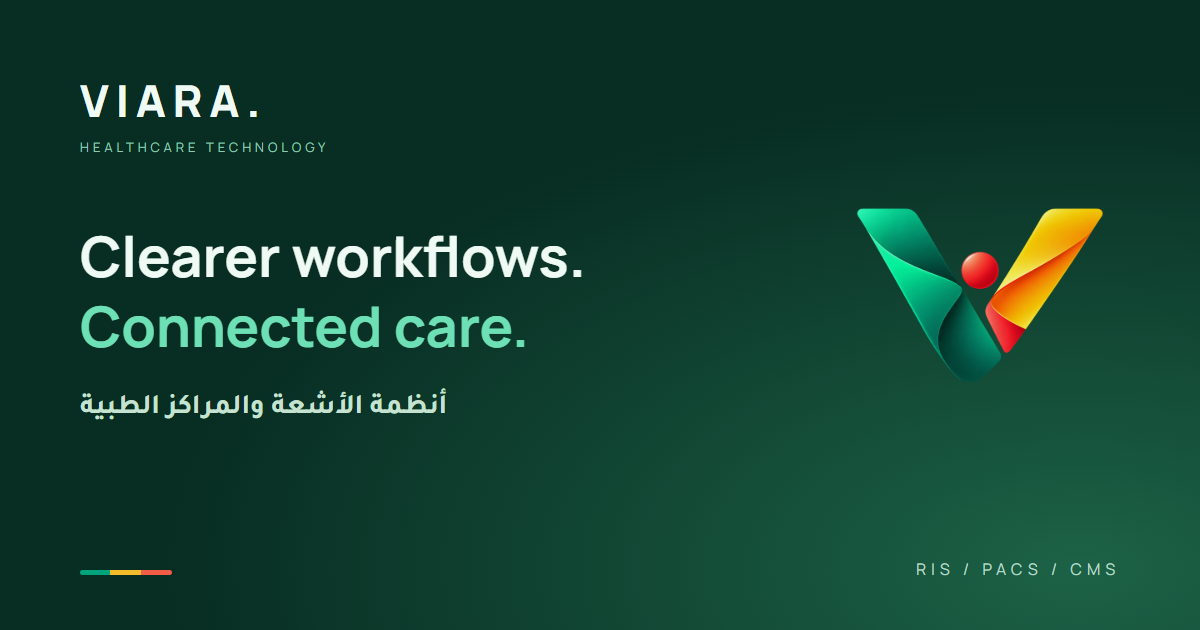 VIARA.
HEALTHCARE TECHNOLOGY
Clearer workflows.
Connected care.
أنظمة الأشعة والمراكز الطبية
RIS / PACS / CMS